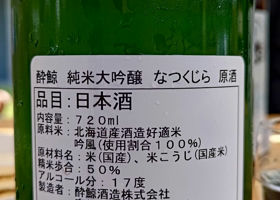 酔鯨 純米大吟醸 なつくじら 原酒
品目：日本酒
内容量：720ml
原料米：北海道産酒造好適米
吟風(使用割合100%)
原材料：米(国産)、米こうじ(国産米)
精米歩合：50%
アルコール分：17度
製造者：酔鯨酒造株式会社